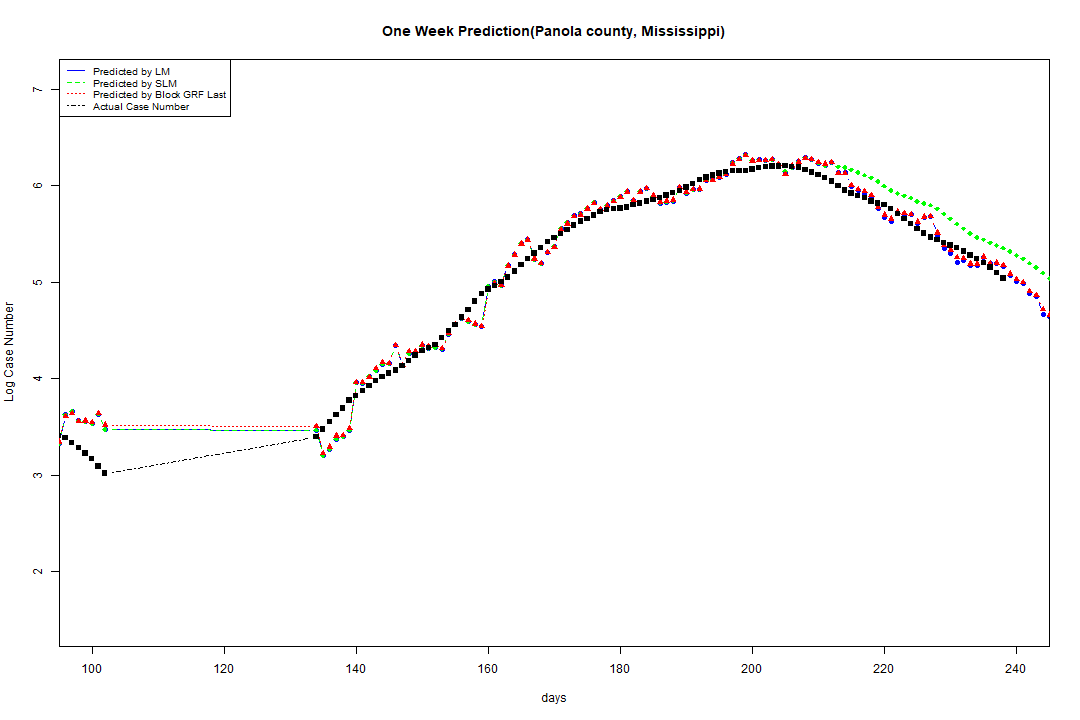 One Week Prediction(Panola county, Mississippi)
Predicted by LM
Predicted by SLM
Predicted by Block GRF Last
Actual Case Number
7
6
5
4
3
2
Log Case Number
100 120 140 160 180 200 220 240
days